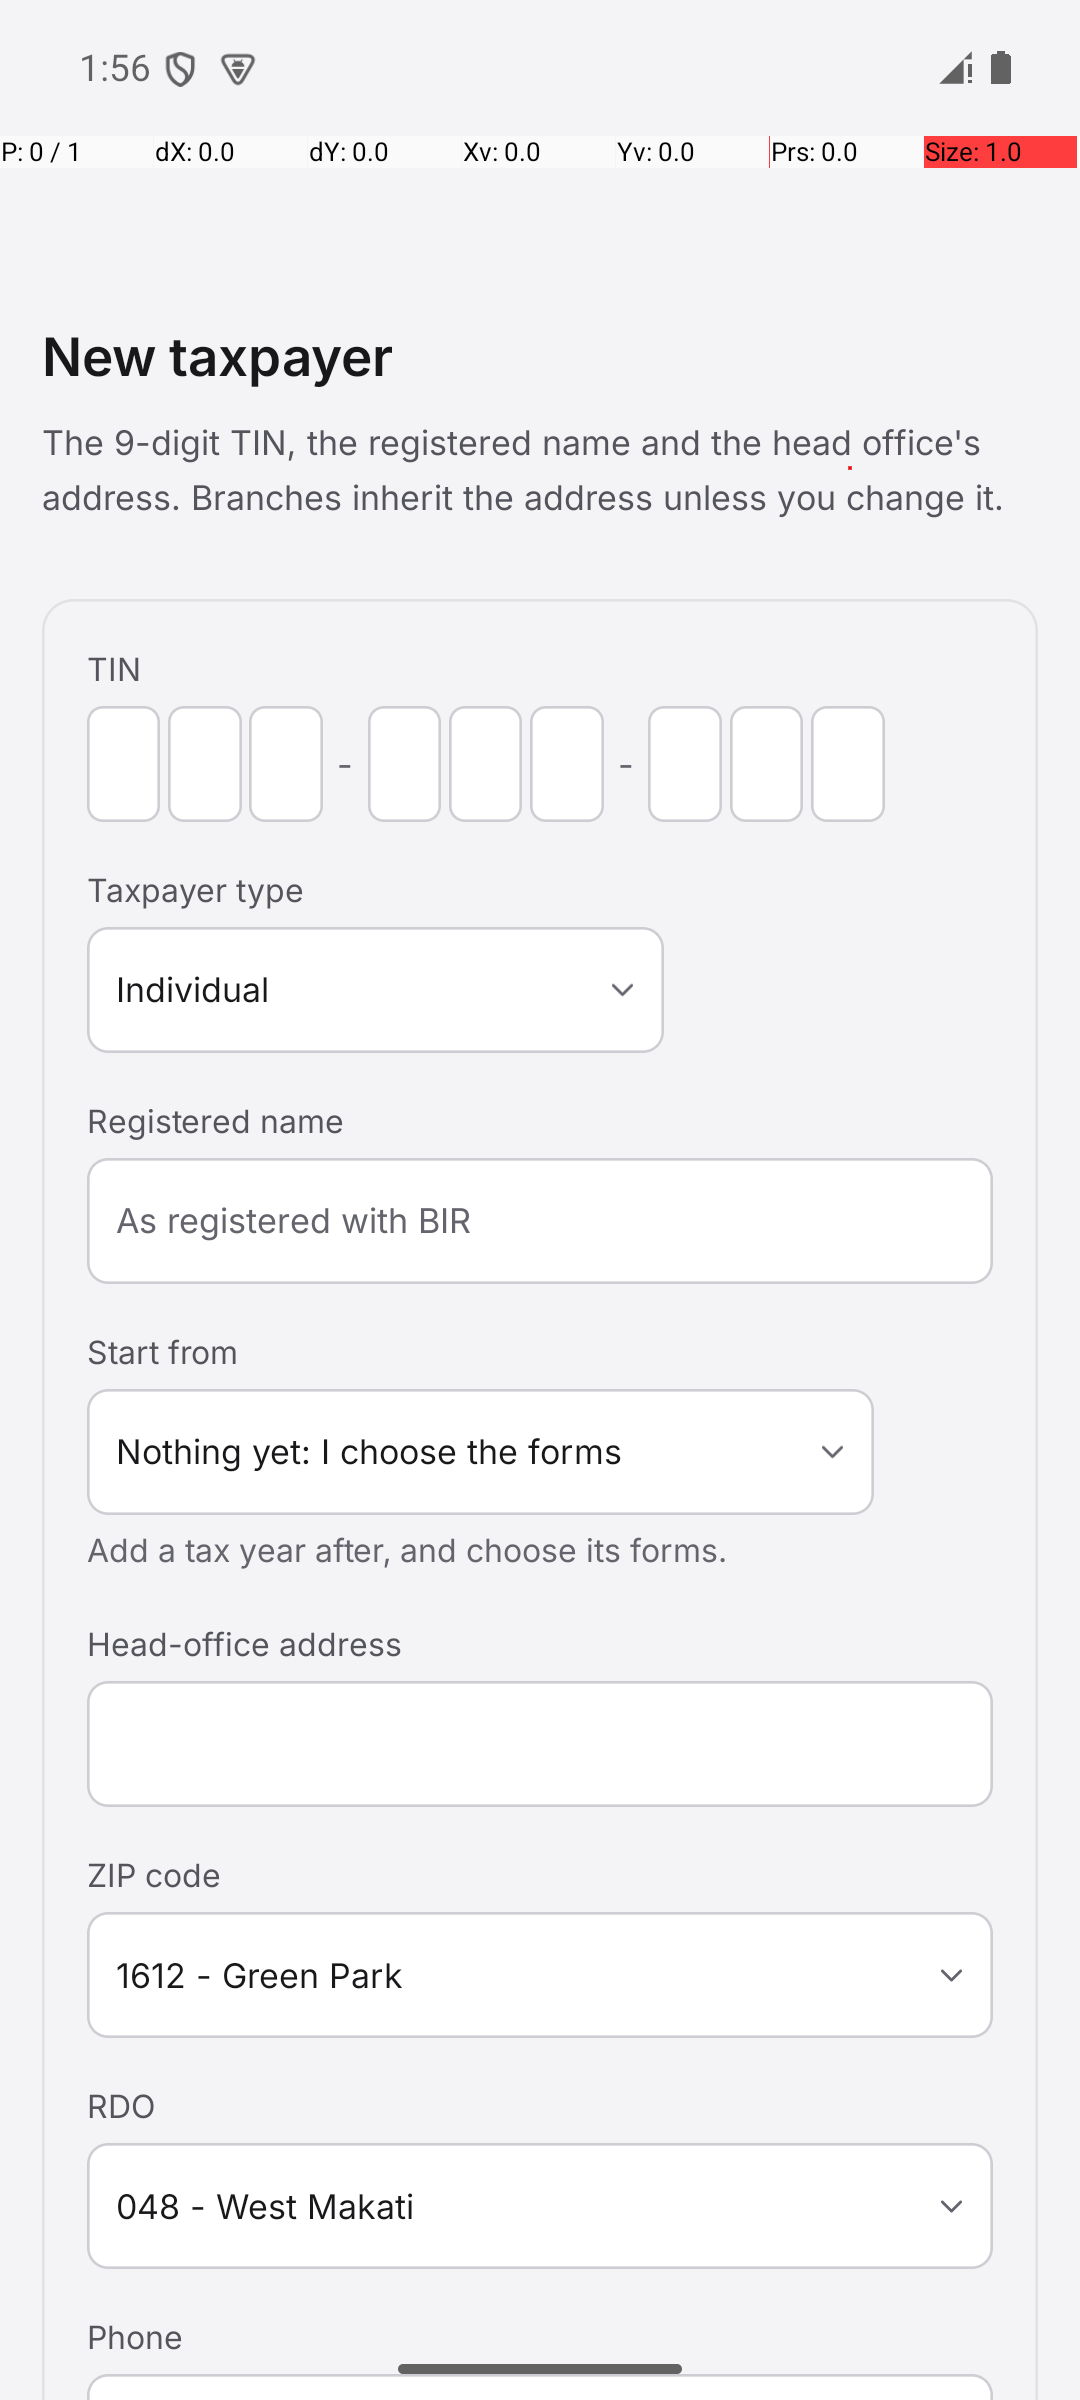 1:56
P: 0 / 1 dX: 0.0 dY: 0.0 Xv: 0.0 Yv: 0.0 Prs: 0.0 Size: 1.0
New taxpayer
The 9-digit TIN, the registered name and the head office's
address. Branches inherit the address unless you change it.
TIN
- -
Taxpayer type
Individual
Registered name
As registered with BIR
Start from
Nothing yet: I choose the forms
Add a tax year after, and choose its forms.
Head-office address
ZIP code
1612 - Green Park
RDO
048 - West Makati
Phone